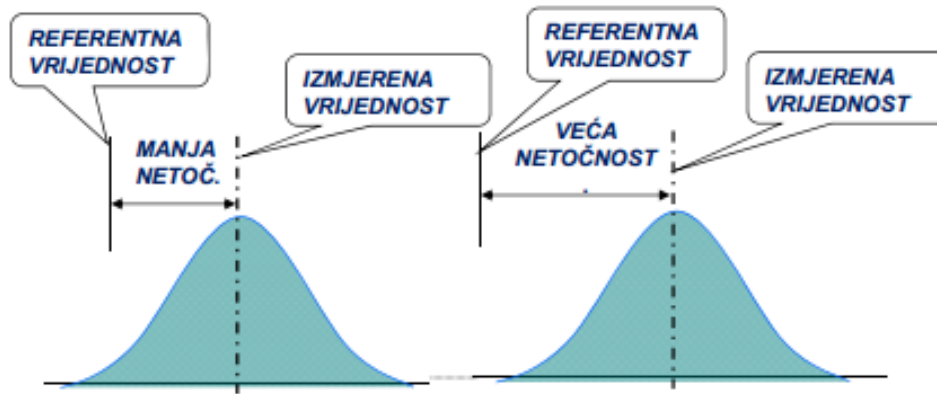 REFERENTNA
VRIJEDNOST
IZMJERENA
VRIJEDNOST
MANJA
NETOČ.
REFERENTNA
VRIJEDNOST
IZMJERENA
VRIJEDNOST
VEĆA
NETOČNOST